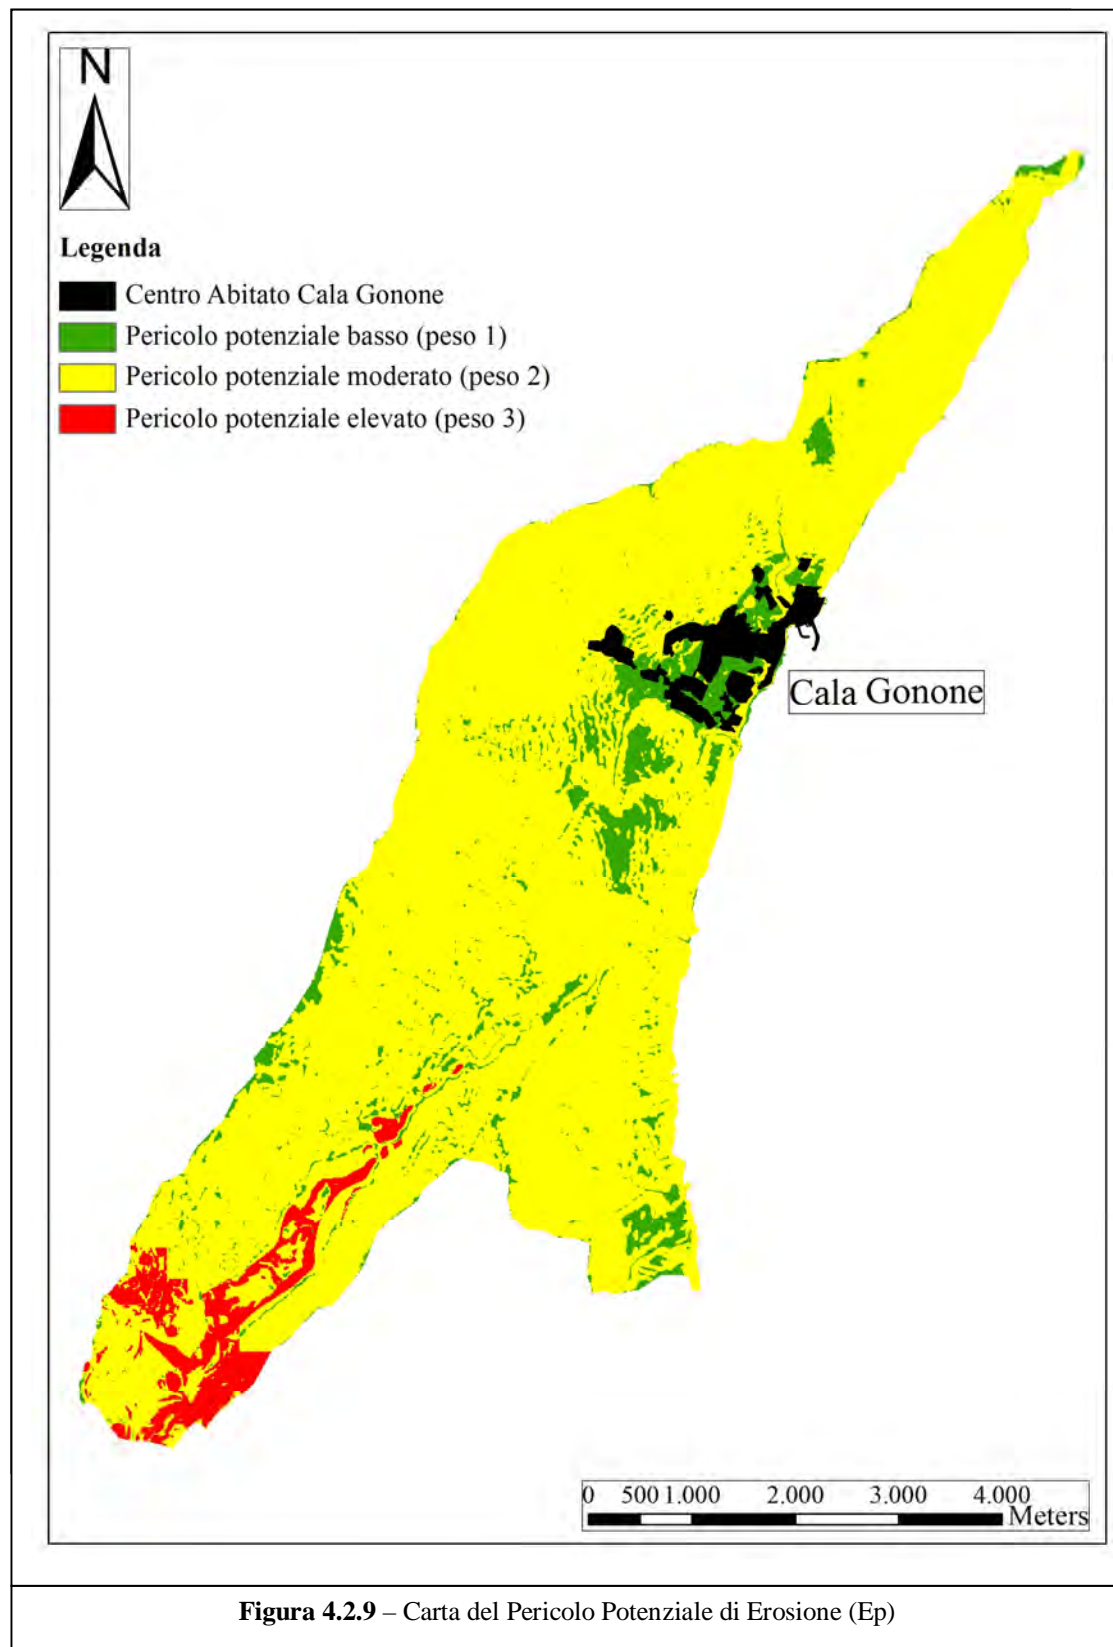 N
Legenda
Centro Abitato Cala Gonone
Pericolo potenziale basso (peso 1)
Pericolo potenziale moderato (peso 2)
Pericolo potenziale elevato (peso 3)
Cala Gonone
0 500 1.000 2.000 3.000 4.000
Meters
Figura 4.2.9 – Carta del Pericolo Potenziale di Erosione (Ep)